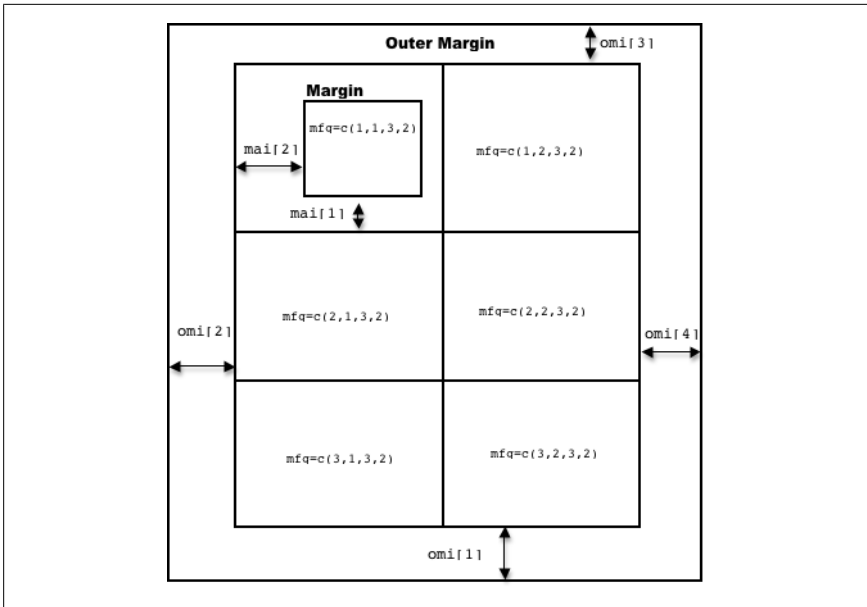 Outer Margin
omi[3]
Margin
mfg=c(1,1,3,2)
mai[2]
mfg=c(1,2,3,2)
mai[1]
mfg=c(2,1,3,2)
mfg=c(2,2,3,2)
omi[2]
omi[4]
mfg=c(3,1,3,2)
mfg=c(3,2,3,2)
omi[1]